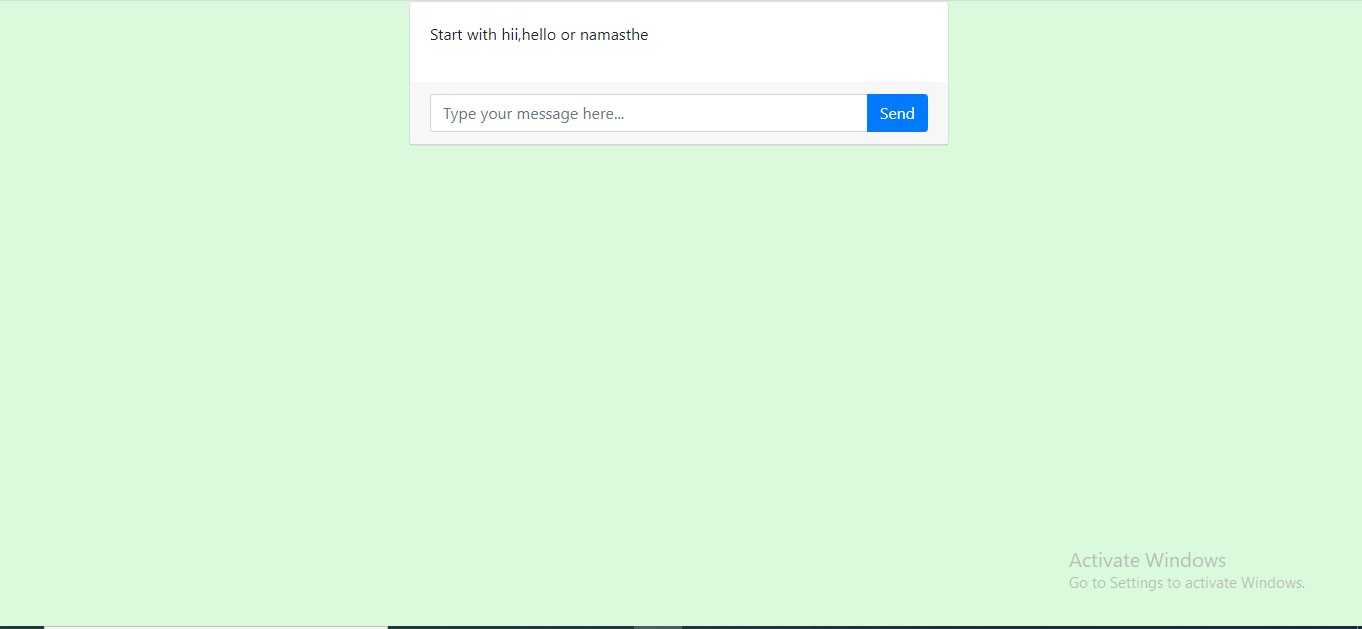 Start with hii,hello or namasthe
Type your message here...
Send
Activate Windows
Go to Settings to activate Windows.